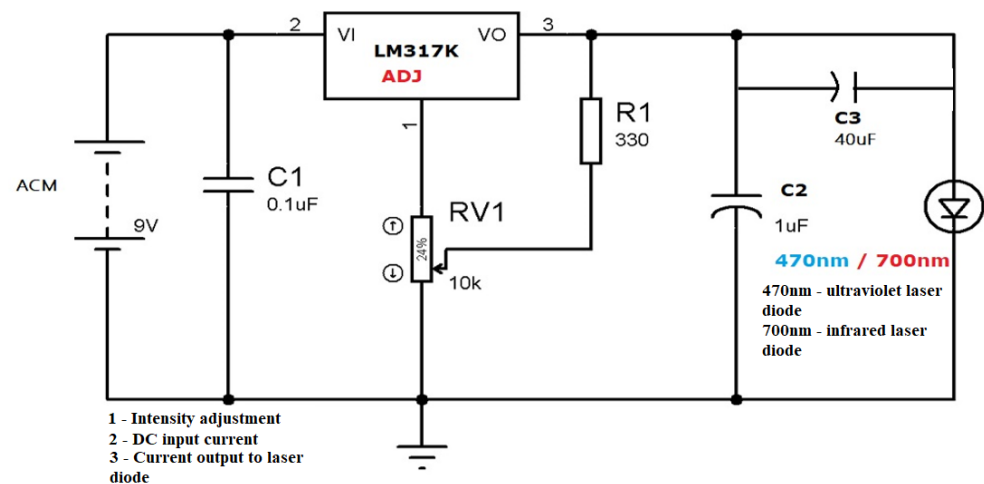 2
VI
VO
3
LM317K
ADJ
1
R1
330
C3
40uF
ACM
9V
C1
0.1uF
RV1
24%
10k
C2
1uF
470nm / 700nm
470nm - ultraviolet laser
diode
700nm - infrared laser
diode
1 - Intensity adjustment
2 - DC input current
3 - Current output to laser
diode